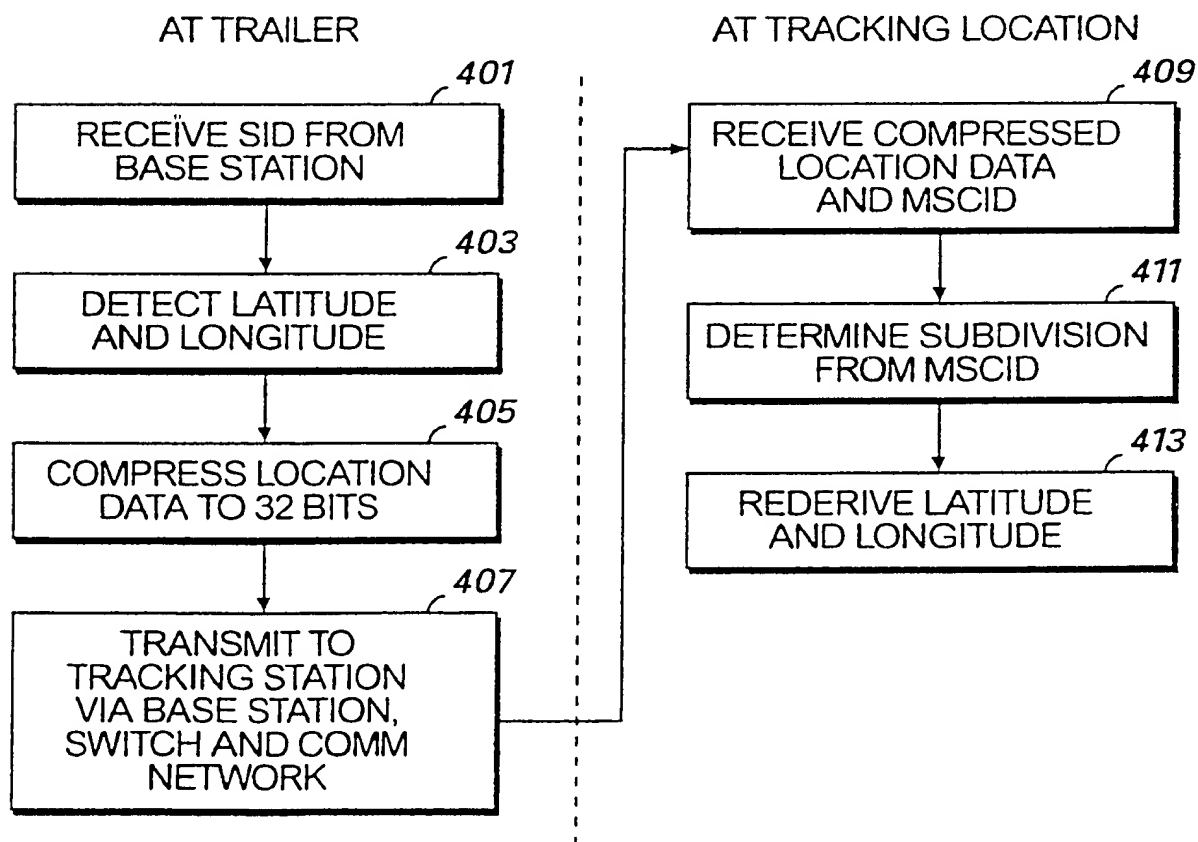 AT TRAILER
401
RECEIVE SID FROM
BASE STATION
403
DETECT LATITUDE
AND LONGITUDE
405
COMPRESS LOCATION
DATA TO 32 BITS
407
TRANSMIT TO
TRACKING STATION
VIA BASE STATION,
SWITCH AND COMM
NETWORK
AT TRACKING LOCATION
409
RECEIVE COMPRESSED
LOCATION DATA
AND MSCID
411
DETERMINE SUBDIVISION
FROM MSCID
413
REDERIVE LATITUDE
AND LONGITUDE